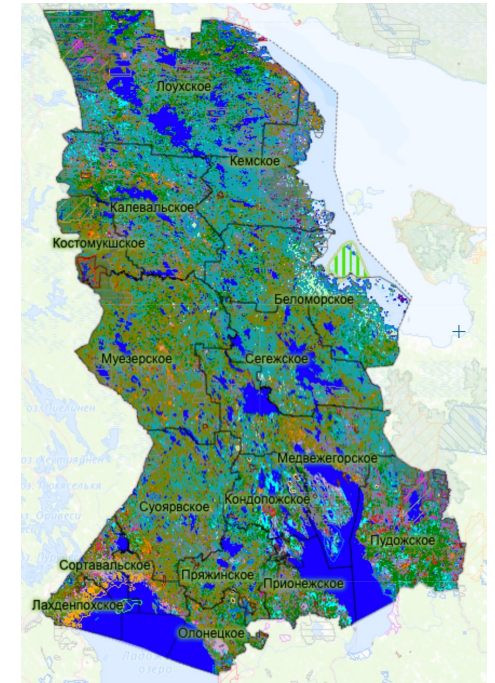 Лоухское
Кемское
Калевальское
Костомукшское
Беломорское
Муезерское
Сегежское
Медвежегорское
Кондопожское
Суоярвское
Пудожское
Сортавальское
Пряжинское
Прионежское
Лахденпохское
Олонецкое